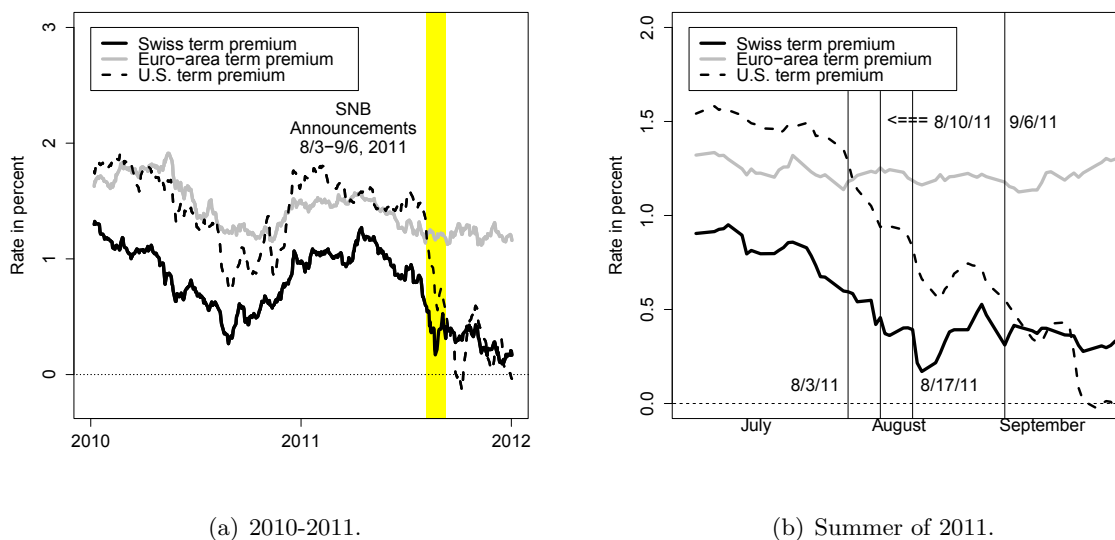 3
2
1
0
Rate in percent
Swiss term premium
Euro−area term premium
U.S. term premium
SNB
Announcements
8/3−9/6, 2011
2010
2011
2012
(a) 2010-2011.
2.0
1.5
1.0
0.5
0.0
Rate in percent
Swiss term premium
Euro−area term premium
U.S. term premium
<=== 8/10/11
9/6/11
8/3/11
8/17/11
July
August
September
(b) Summer of 2011.